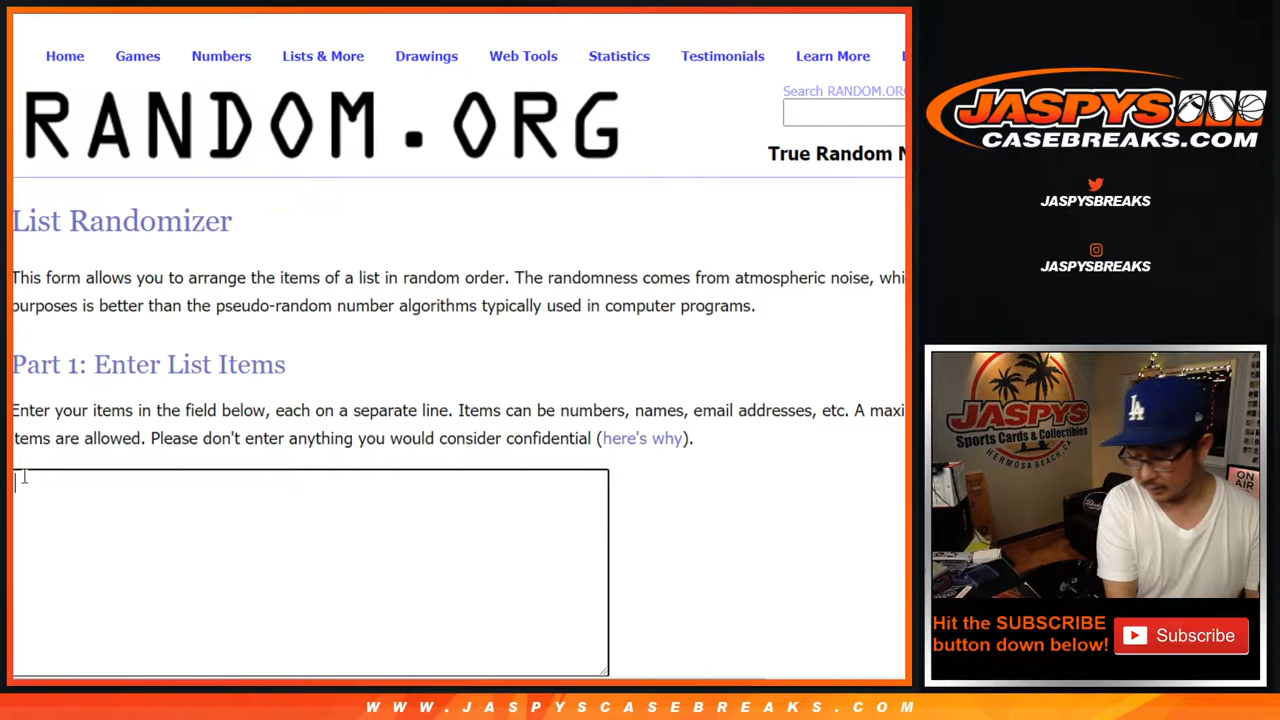 Home Games Numbers Lists & More Drawings Web Tools Statistics Testimonials Learn More
RANDOM.ORG
Search RANDOM.ORG
True Random N
List Randomizer
This form allows you to arrange the items of a list in random order. The randomness comes from atmospheric noise, whi
purposes is better than the pseudo-random number algorithms typically used in computer programs.
Part 1: Enter List Items
Enter your items in the field below, each on a separate line. Items can be numbers, names, email addresses, etc. A maxi
items are allowed. Please don't enter anything you would consider confidential (here's why).
JASPYS
CASEBREAKS.COM
JASPYSBREAKS
JASPYSBREAKS
JASPYS
Sports Cards & Collectibles
HERMOSA BEACH, CA
ON
AIR
Hit the SUBSCRIBE
button down below!
Subscribe
WWW.JASPYSCASEBREAKS.COM